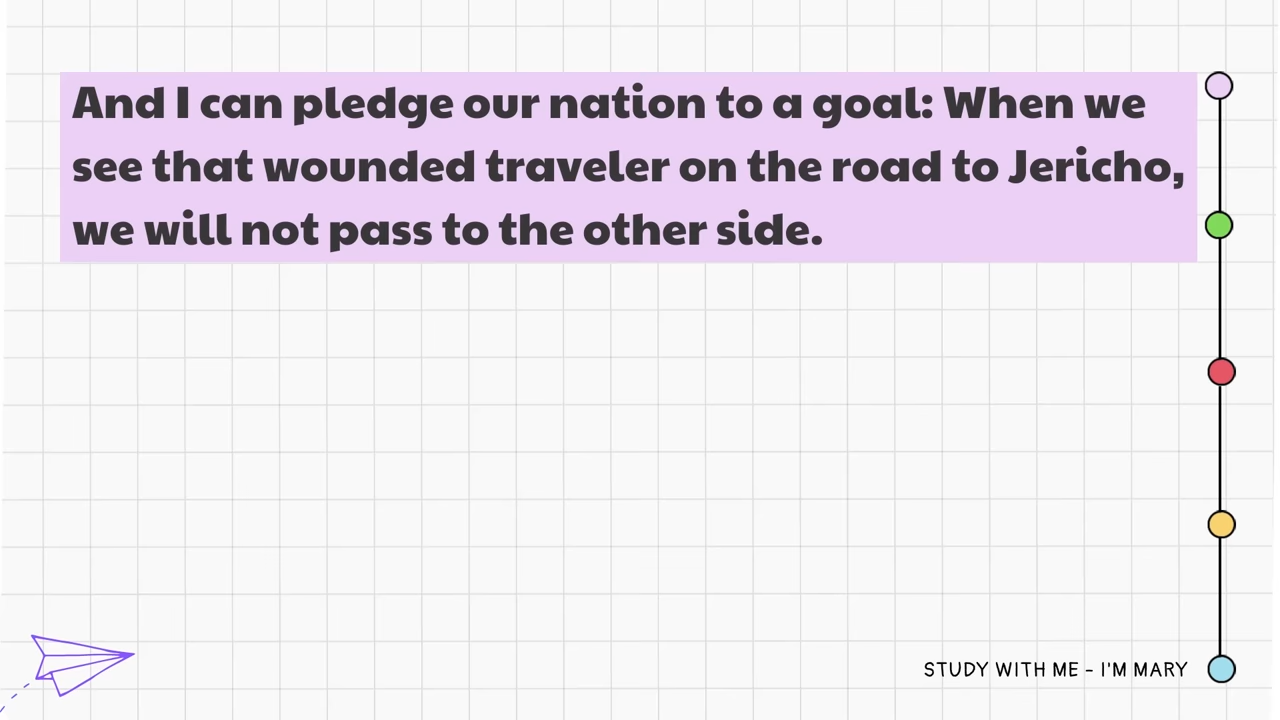 And I can pledge our nation to a goal: When we
see that wounded traveler on the road to Jericho,
we will not pass to the other side.
STUDY WITH ME – I'M MARY